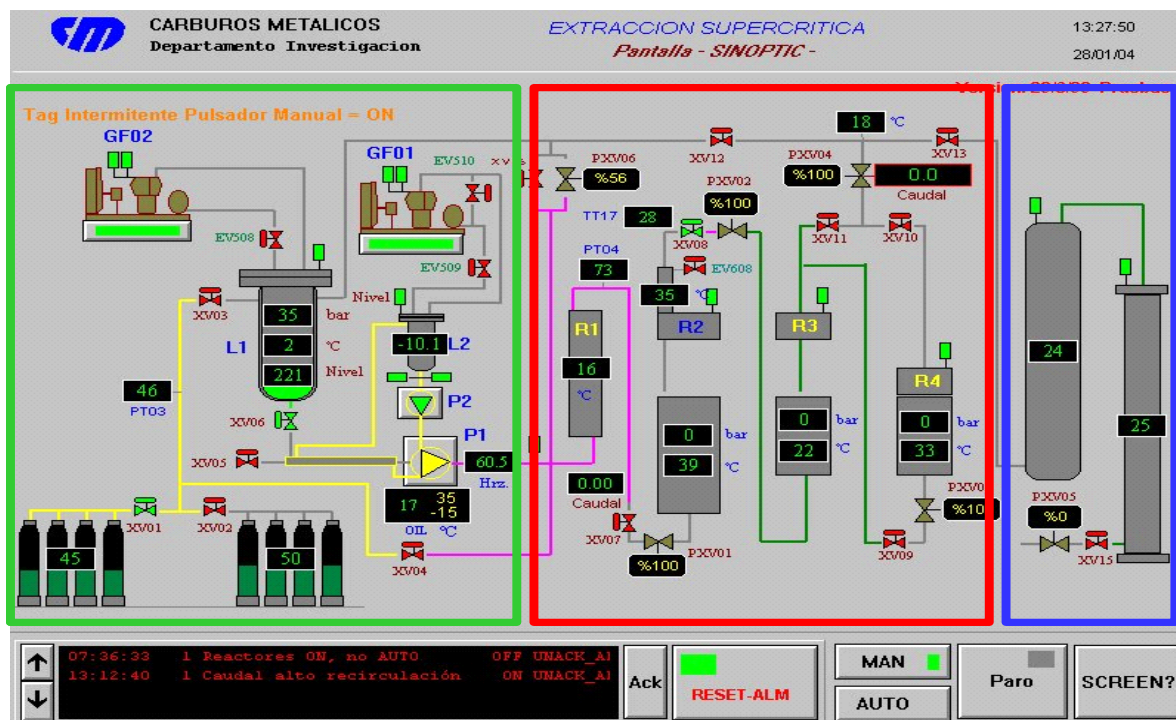 CARBUROS METALICOS
Departamento Investigacion
EXTRACCION SUPERCRITICA
Pantalla - SINOPTIC -
13:27:50
28/01/04
Tag Intermitente Pulsador Manual = ON
GF02
GF01
EV510
EV508
EV509
XV03
35 bar
L1
2 °C
221 Nivel
Nivel
-10.1 L2
46
PT03
P2
XV06
P1
XV05
60.5
Hrz.
17 35
-15
OIL °C
XV01
XV02
45
50
XV04
PXV06
%56
XV12
18 °C
XV13
PXV04
%100
0.0
Caudal
PXV02
%100
TT17 28
XV08
XV11
XV10
PT04
73
EV608
35 °C
R1
R2
R3
R4
16
°C
0 bar
39 °C
0 bar
22 °C
0 bar
33 °C
0.00
Caudal
XV07
PXV01
%100
XV09
24
25
PXV05
%0
XV15
07:36:33 1 Reactores ON, no AUTO OFF
13:12:40 1 Caudal alto recirculación ON
Ack
RESET-ALM
MAN
AUTO
Paro
SCREEN?